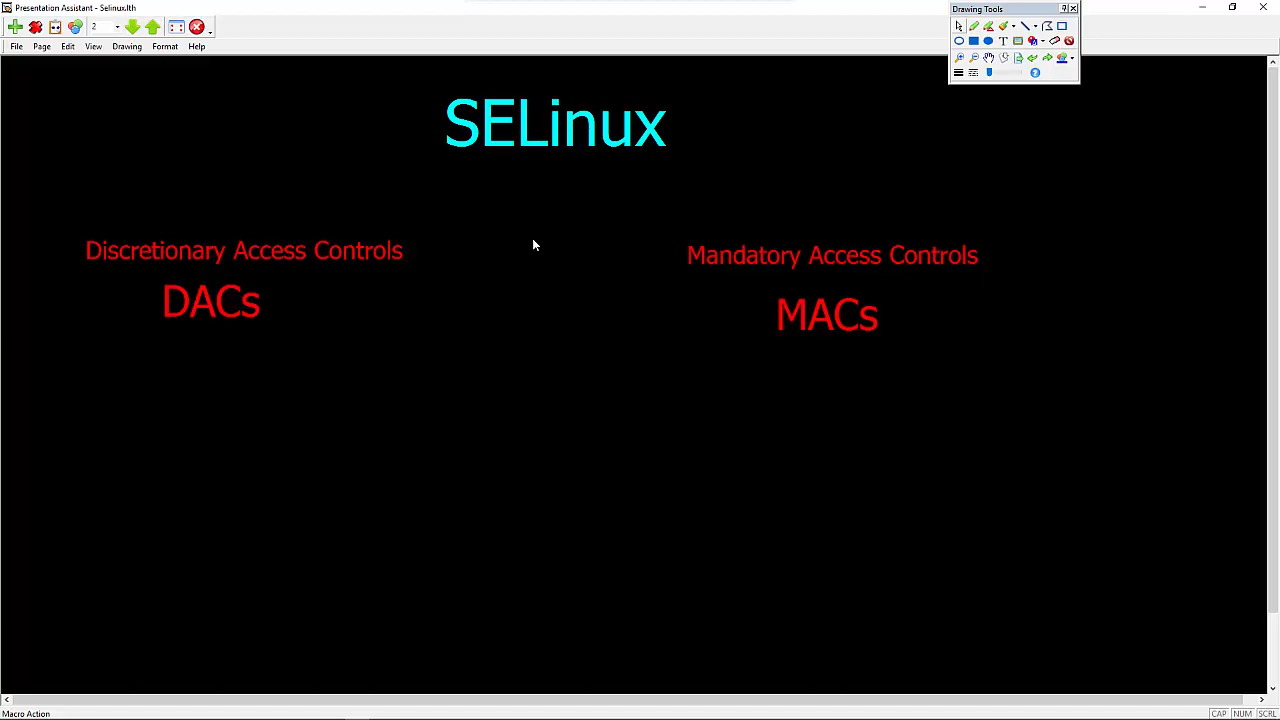 Presentation Assistant - Selinux.lth
Drawing Tools
2
File Page Edit View Drawing Format Help
SELinux
Discretionary Access Controls
DACs
Mandatory Access Controls
MACs
Macro Action
CAP NUM SCRL